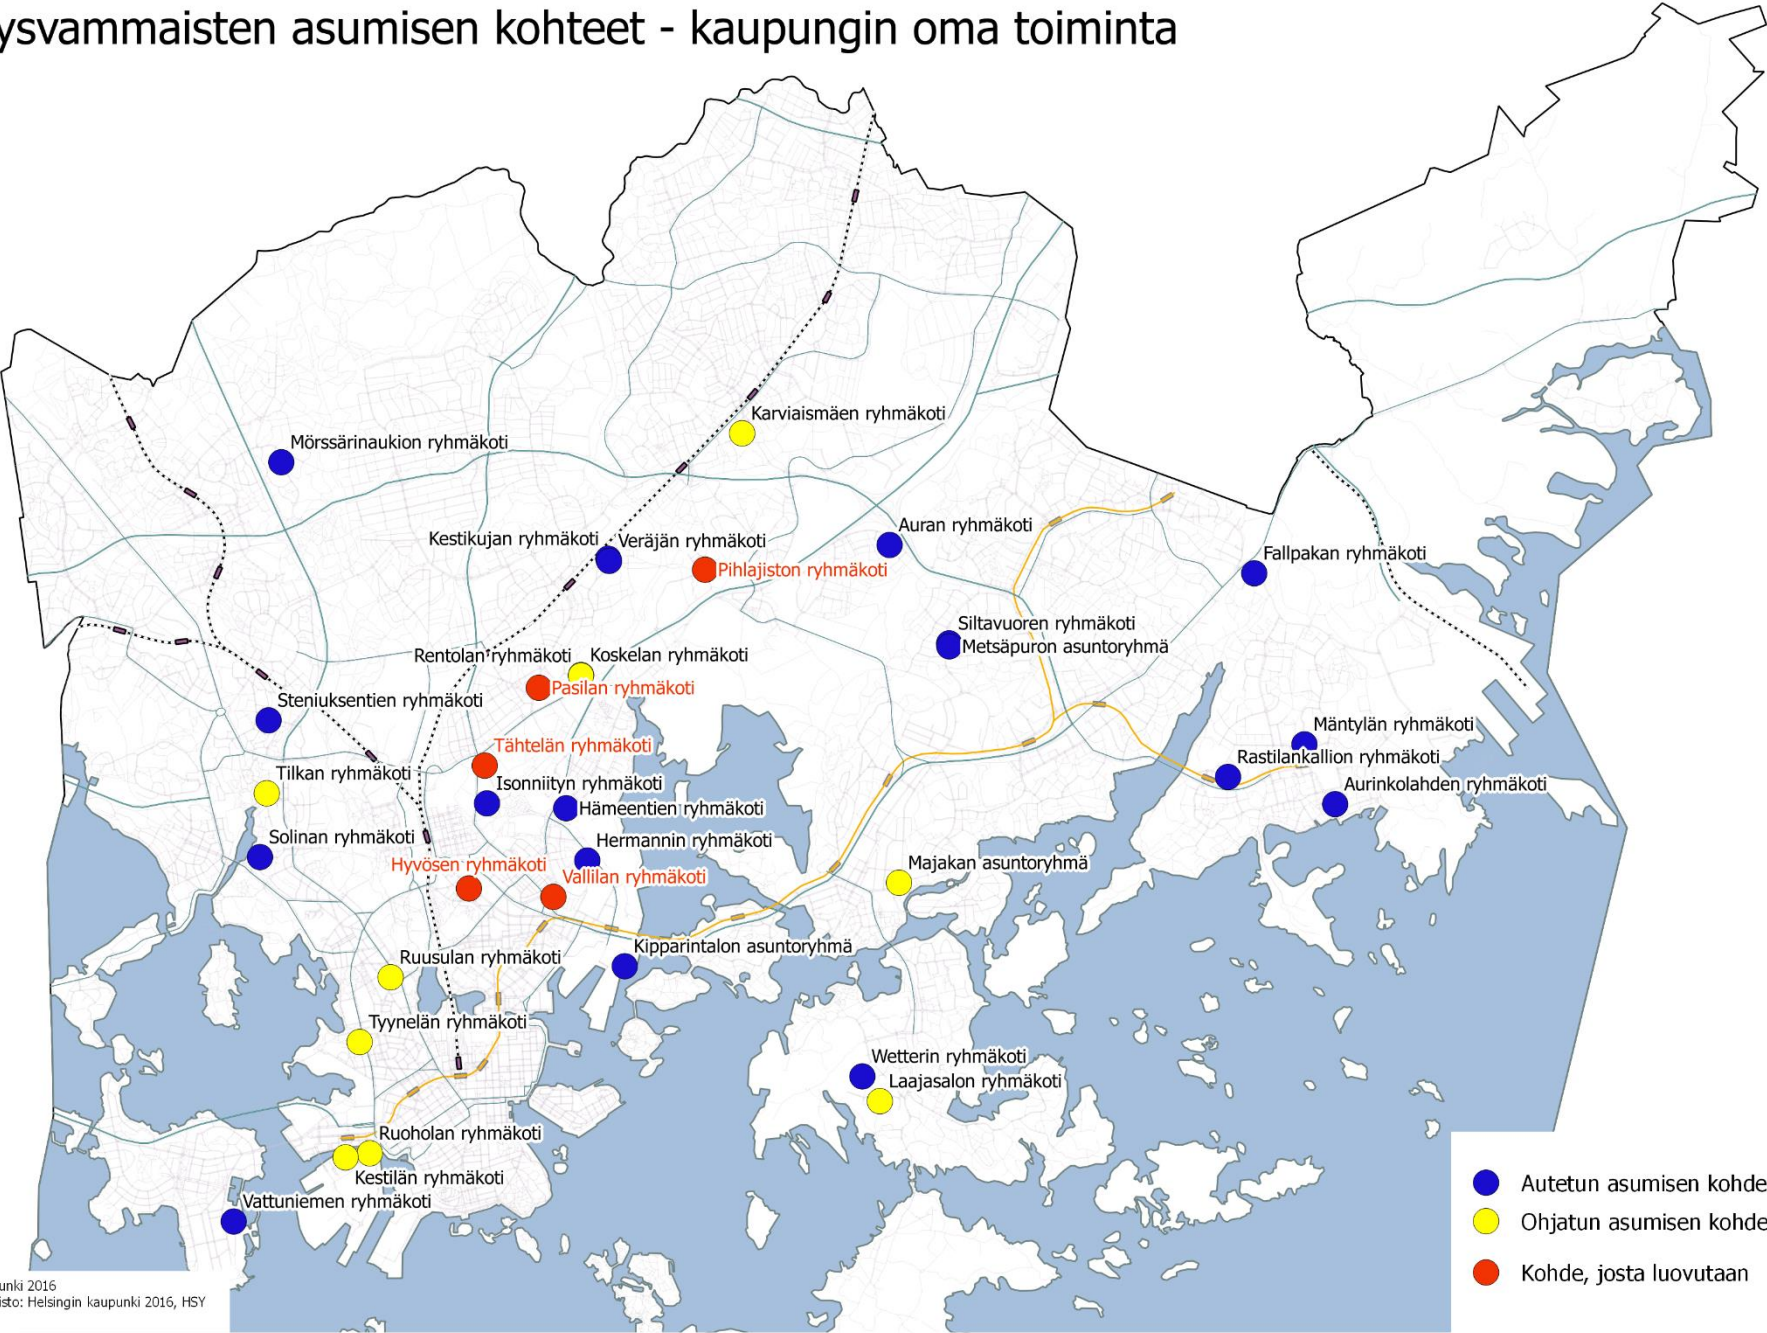 ysvammaisten asumisen kohteet - kaupungin oma toiminta
Karviaismäen ryhmäkoti
Mörssärinaukion ryhmäkoti
Auran ryhmäkoti
Kestikujan ryhmäkoti
Veräjän ryhmäkoti
Fallpakan ryhmäkoti
Pihlajiston ryhmäkoti
Siltavuoren ryhmäkoti
Metsäpuron asuntoryhmä
Rentolan ryhmäkoti
Koskelan ryhmäkoti
Pasilan ryhmäkoti
Steniuksentien ryhmäkoti
Mäntylän ryhmäkoti
Tähtelän ryhmäkoti
Rastilankallion ryhmäkoti
Tilkan ryhmäkoti
Isonniityn ryhmäkoti
Aurinkolahden ryhmäkoti
Hämeentien ryhmäkoti
Solinan ryhmäkoti
Hermannin ryhmäkoti
Hyvösen ryhmäkoti
Majakan asuntoryhmä
Vallilan ryhmäkoti
Kipparintalon asuntoryhmä
Ruusulan ryhmäkoti
Tyynelän ryhmäkoti
Wetterin ryhmäkoti
Laajasalon ryhmäkoti
Ruoholan ryhmäkoti
Kestilän ryhmäkoti
Vattuniemen ryhmäkoti
Autetun asumisen kohde
Ohjatun asumisen kohde
Kohde, josta luovutaan
unki 2016
isto: Helsingin kaupunki 2016, HSY